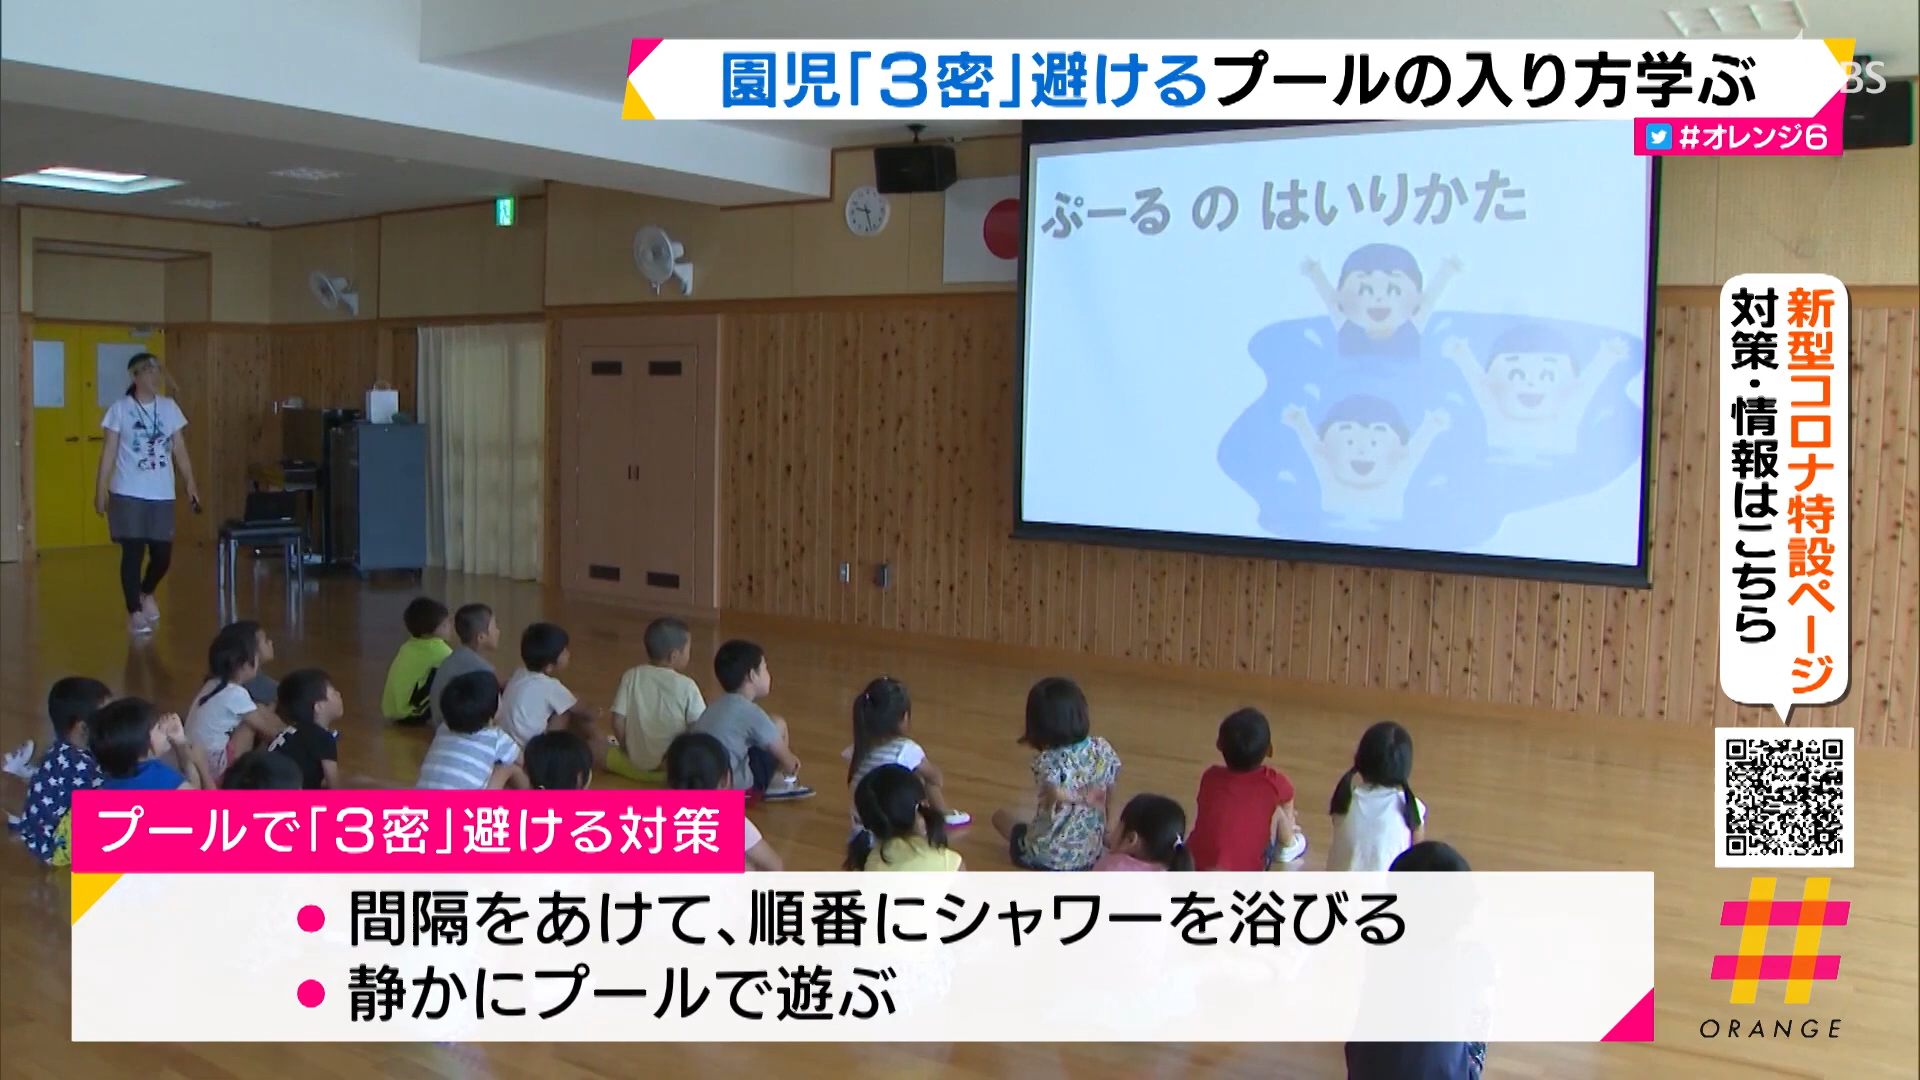 園児「３密」避けるプールの入り方学ぶ
BS
#オレンジ6
ぷーる の はいりかた
新型コロナ特設ページ
対策・情報はこちら
プールで「３密」避ける対策
● 間隔をあけて、順番にシャワーを浴びる
● 静かにプールで遊ぶ
ORANGE